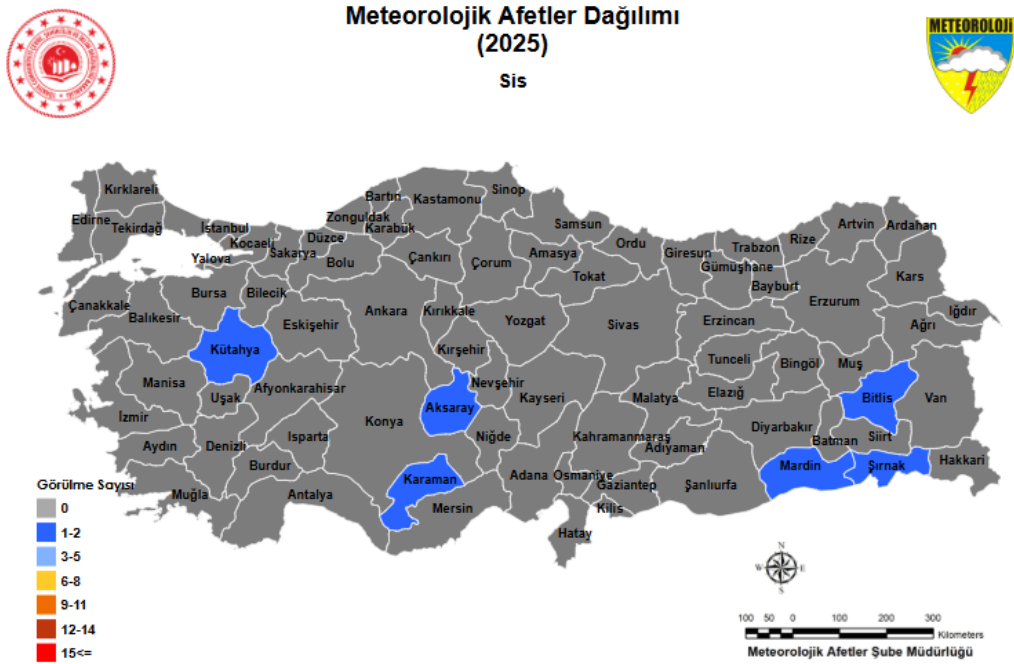 Meteorolojik Afetler Dağılımı
(2025)
Sis
METEOROLOJİ
Kırklareli
Edirne
Tekirdağ
İstanbul
Kocaeli
Yalova
Sakarya
Düzce
Zonguldak
Bartın
Karabük
Kastamonu
Sinop
Samsun
Bolu
Çankırı
Çorum
Amasya
Ordu
Tokat
Giresun
Gümüşhane
Trabzon
Rize
Artvin
Ardahan
Bayburt
Kars
Erzurum
Iğdır
Ağrı
Çanakkale
Balıkesir
Bursa
Bilecik
Eskişehir
Ankara
Kırıkkale
Yozgat
Sivas
Erzincan
Kütahya
Kırşehir
Tunceli
Bingöl
Muş
Manisa
Uşak
Afyonkarahisar
Aksaray
Nevşehir
Kayseri
Malatya
Elazığ
Bitlis
Van
İzmir
Konya
Niğde
Kahramanmaraş
Adıyaman
Diyarbakır
Batman
Siirt
Aydın
Denizli
Isparta
Burdur
Karaman
Adana
Osmaniye
Gaziantep
Şanlıurfa
Mardin
Şırnak
Hakkari
Muğla
Antalya
Mersin
Kilis
Hatay
Görülme Sayısı
0
1-2
3-5
6-8
9-11
12-14
15<=
N
W E
S
100 50 0 100 200 300
Kilometers
Meteorolojik Afetler Şube Müdürlüğü